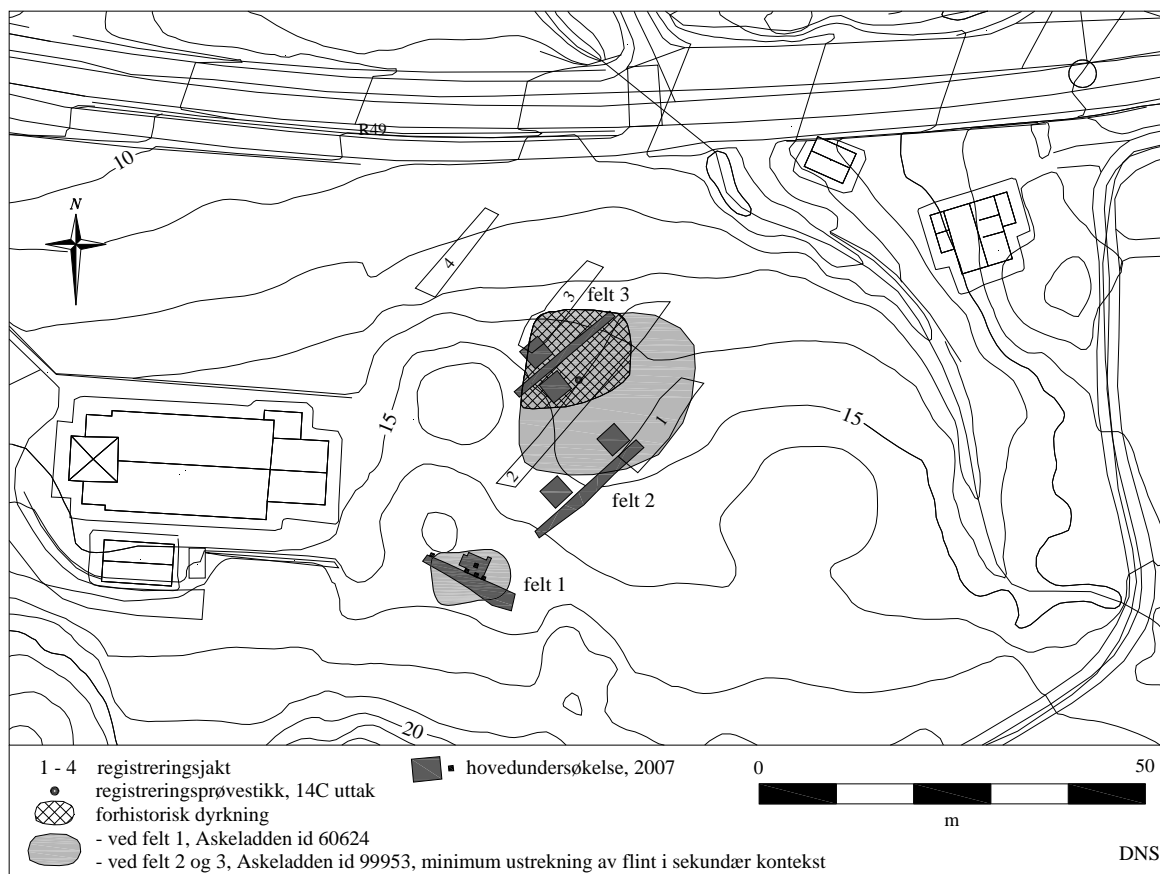 R49
10
N
4
3
felt 3
15
1
15
2
felt 2
felt 1
20
1 - 4 registreringsjakt
hovedundersøkelse, 2007
0 50
registreringsprøvestikk, 14C uttak
forhistorisk dyrkning
m
- ved felt 1, Askeladden id 60624
- ved felt 2 og 3, Askeladden id 99953, minimum ustrekning av flint i sekundær kontekst
DNS